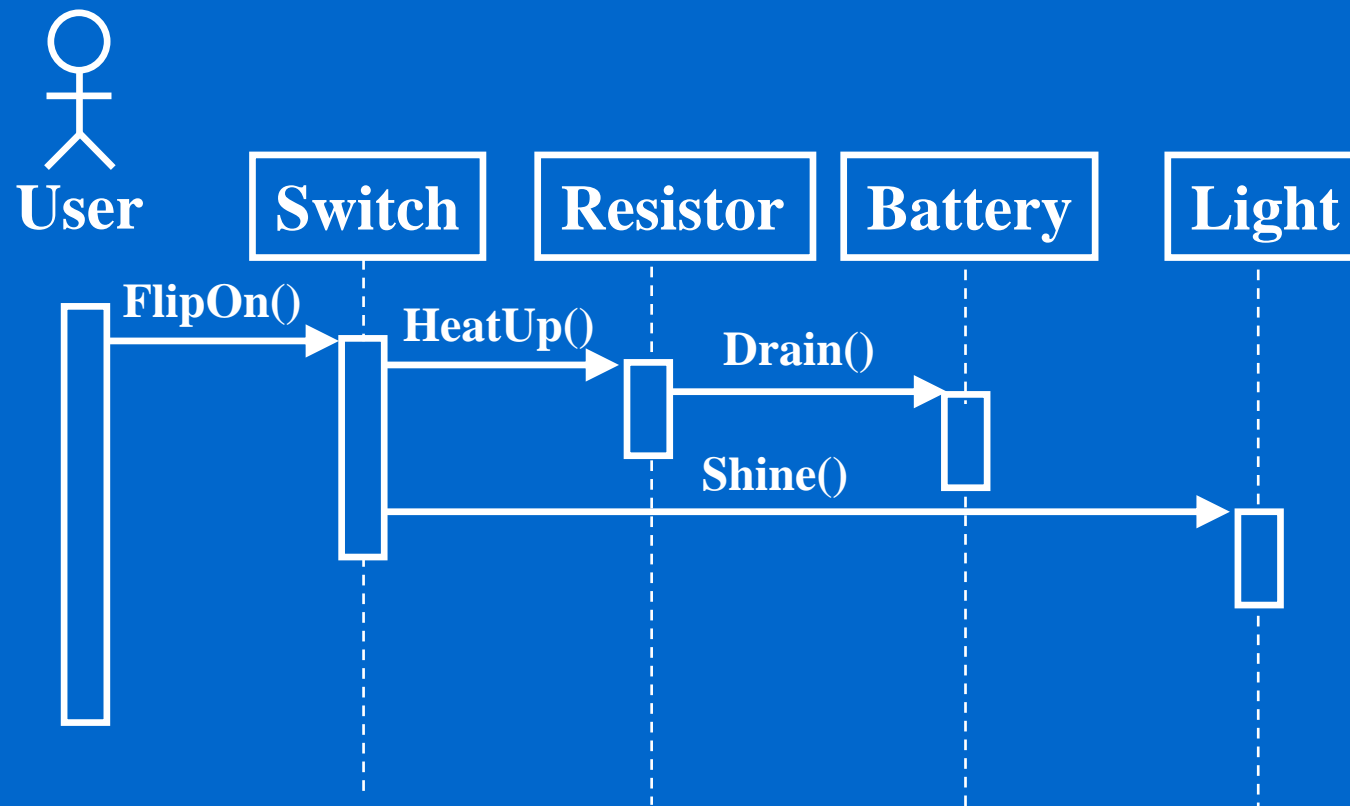 User
Switch
Resistor
Battery
Light
FlipOn()
HeatUp()
Drain()
Shine()